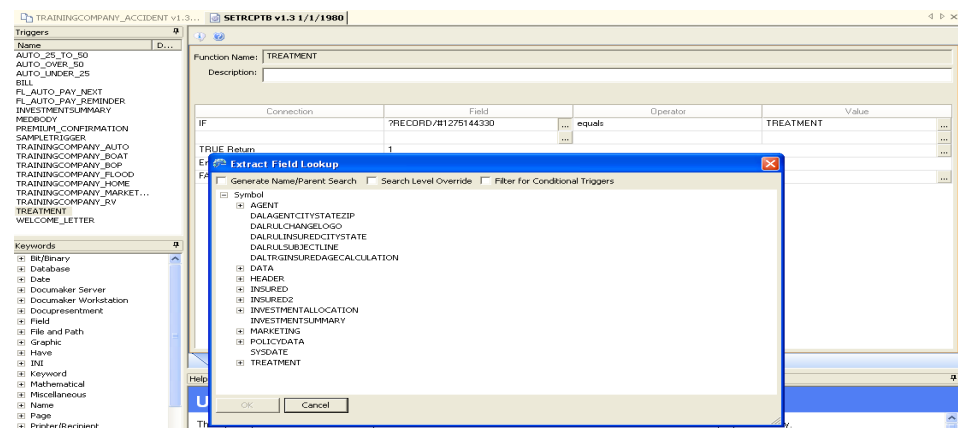 TRAININGCOMPANY_ACCIDENT v1.3... SETRCPTB v1.3 1/1/1980
Triggers
Name D...
AUTO_25_TO_50
AUTO_OVER_50
AUTO_UNDER_25
BILL
FL_AUTO_PAY_NEXT
FL_AUTO_PAY_REMINDER
INVESTMENTSUMMARY
MEDBODY
PREMIUM_CONFIRMATION
SAMPLETRIGGER
TRAININGCOMPANY_AUTO
TRAININGCOMPANY_BOAT
TRAININGCOMPANY_BOP
TRAININGCOMPANY_FLOOD
TRAININGCOMPANY_HOME
TRAININGCOMPANY_MARKET...
TRAININGCOMPANY_RV
TREATMENT
WELCOME_LETTER
Keywords
Bit/Binary
Database
Date
Documaker Server
Documaker Workstation
Docupresentment
Field
File and Path
Graphic
Have
INI
Keyword
Mathematical
Miscellaneous
Name
Page
Printer/Recipient
Function Name: TREATMENT
Description:
Connection Field Operator Value
IF ?RECORD/#1275144330 ... equals TREATMENT ...
... ...
TRUE Return 1 ...
FA ...
Extract Field Lookup
Generate Name/Parent Search Search Level Override Filter for Conditional Triggers
Symbol
AGENT
DALAGENTCITYSTATEZIP
DALRULCHANGELOGO
DALRULINSUREDCITYSTATE
DALRULSUBJECTLINE
DALTRGINSUREDAGECALCULATION
DATA
HEADER
INSURED
INSURED2
INVESTMENTALLOCATION
INVESTMENTSUMMARY
MARKETING
POLICYDATA
SYSDATE
TREATMENT
OK Cancel
Help